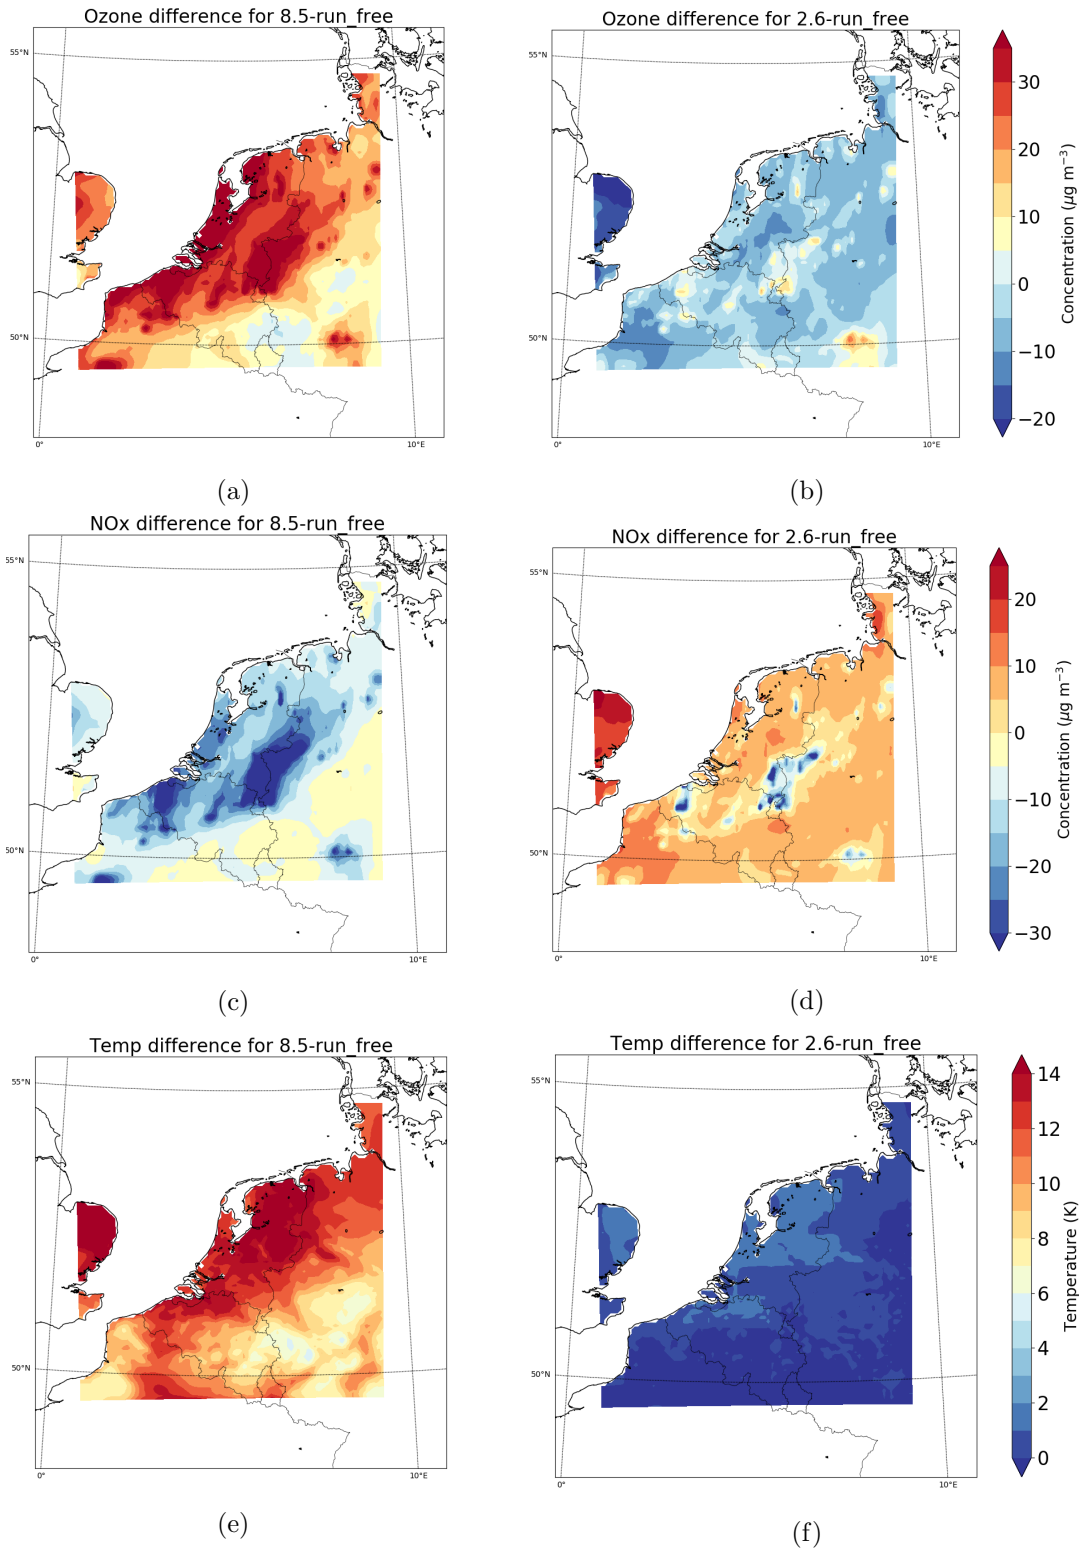 Ozone difference for 8.5-run_free
55°N
50°N
0°
10°E
(a)
Ozone difference for 2.6-run_free
55°N
50°N
0°
10°E
30
20
10
0
−10
−20
Concentration (μg m⁻³)
(b)
NOx difference for 8.5-run_free
55°N
50°N
0°
10°E
(c)
NOx difference for 2.6-run_free
55°N
50°N
0°
10°E
20
10
0
−10
−20
−30
Concentration (μg m⁻³)
(d)
Temp difference for 8.5-run_free
55°N
50°N
0°
10°E
(e)
Temp difference for 2.6-run_free
55°N
50°N
0°
10°E
14
12
10
8
6
4
2
0
Temperature (K)
(f)